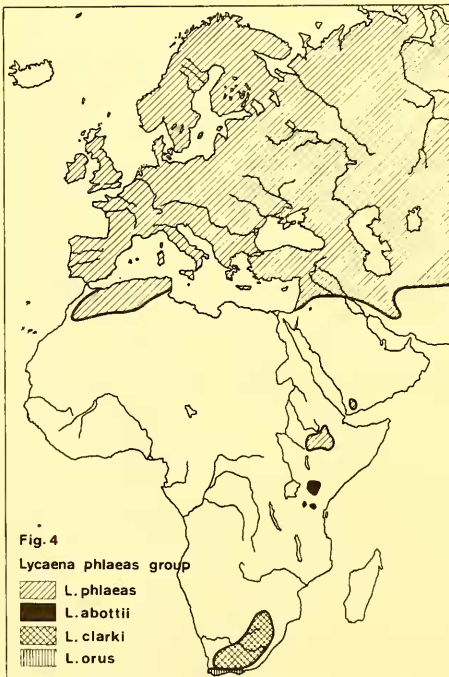 Fig. 4
Lycaena phlaeas group
L. phlaeas
L. abottii
L. clarki
L. orus